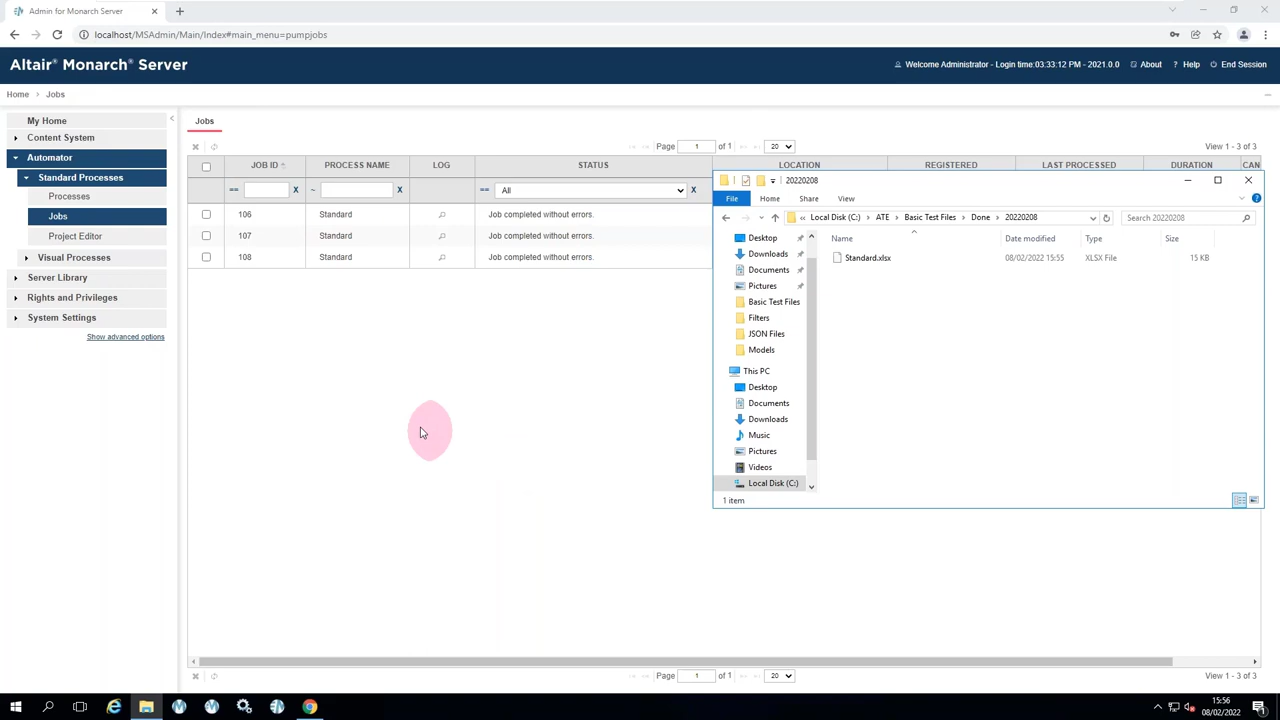 Admin for Monarch Server
localhost/MSAdmin/Main/Index#main_menu=pumpjobs
Altair® Monarch® Server
Welcome Administrator - Login time:03:33:12 PM - 2021.0.0 About ? Help End Session
Home > Jobs
My Home
Content System
Automator
Standard Processes
Processes
Jobs
Project Editor
Visual Processes
Server Library
Rights and Privileges
System Settings
Show advanced options
Jobs
Page 1 of 1 20 View 1 - 3 of 3
JOB ID PROCESS NAME LOG STATUS LOCATION REGISTERED LAST PROCESSED DURATION CAN
== X ~ X == All X
106 Standard Job completed without errors.
107 Standard Job completed without errors.
108 Standard Job completed without errors.
20220208
File Home Share View
« Local Disk (C:) > ATE > Basic Test Files > Done > 20220208 Search 20220208
Name Date modified Type Size
Standard.xlsx 08/02/2022 15:55 XLSX File 15 KB
Desktop
Downloads
Documents
Pictures
Basic Test Files
Filters
JSON Files
Models
This PC
Desktop
Documents
Downloads
Music
Pictures
Videos
Local Disk (C:)
1 item
Page 1 of 1 20 View 1 - 3 of 3
15:56
08/02/2022